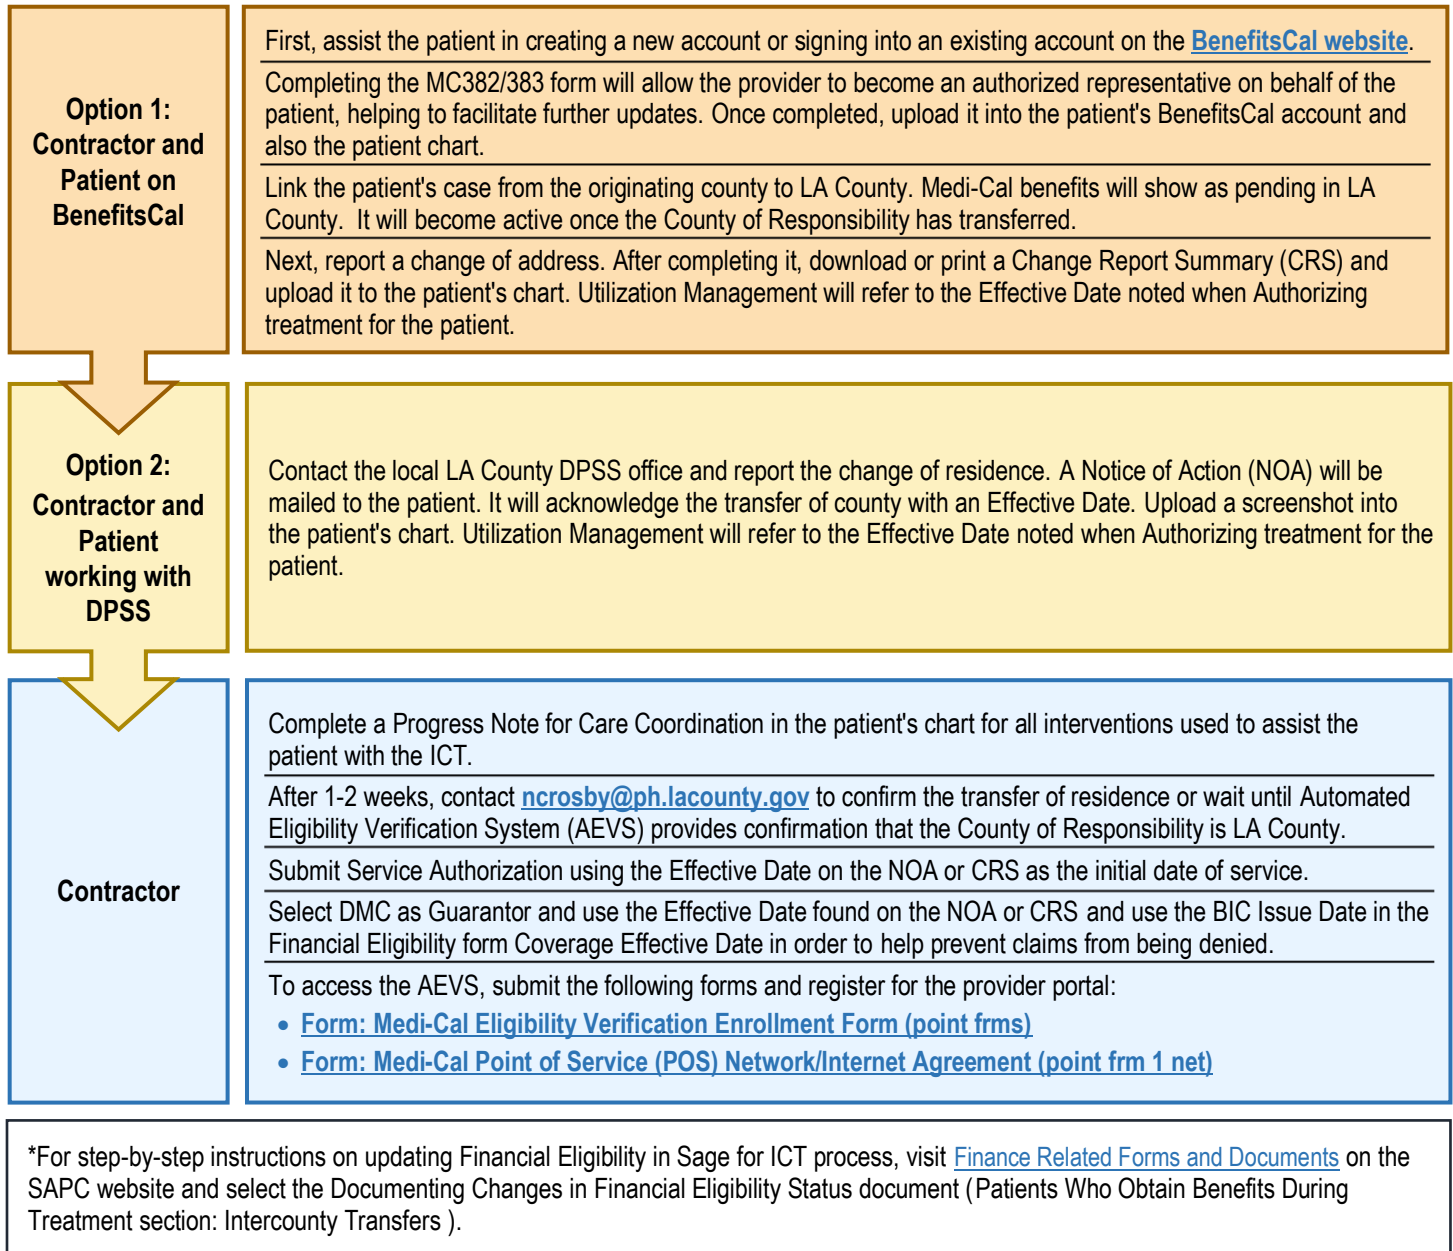 Option 1:
Contractor and
Patient on
BenefitsCal
First, assist the patient in creating a new account or signing into an existing account on the BenefitsCal website.
Completing the MC382/383 form will allow the provider to become an authorized representative on behalf of the
patient, helping to facilitate further updates. Once completed, upload it into the patient's BenefitsCal account and
also the patient chart.
Link the patient's case from the originating county to LA County. Medi-Cal benefits will show as pending in LA
County.  It will become active once the County of Responsibility has transferred.
Next, report a change of address. After completing it, download or print a Change Report Summary (CRS) and
upload it to the patient's chart. Utilization Management will refer to the Effective Date noted when Authorizing
treatment for the patient.
Option 2:
Contractor and
Patient
working with
DPSS
Contact the local LA County DPSS office and report the change of residence. A Notice of Action (NOA) will be
mailed to the patient. It will acknowledge the transfer of county with an Effective Date. Upload a screenshot into
the patient's chart. Utilization Management will refer to the Effective Date noted when Authorizing treatment for the
patient.
Contractor
Complete a Progress Note for Care Coordination in the patient's chart for all interventions used to assist the
patient with the ICT.
After 1-2 weeks, contact ncrosby@ph.lacounty.gov to confirm the transfer of residence or wait until Automated
Eligibility Verification System (AEVS) provides confirmation that the County of Responsibility is LA County.
Submit Service Authorization using the Effective Date on the NOA or CRS as the initial date of service.
Select DMC as Guarantor and use the Effective Date found on the NOA or CRS and use the BIC Issue Date in the
Financial Eligibility form Coverage Effective Date in order to help prevent claims from being denied.
To access the AEVS, submit the following forms and register for the provider portal:
• Form: Medi-Cal Eligibility Verification Enrollment Form (point frms)
• Form: Medi-Cal Point of Service (POS) Network/Internet Agreement (point frm 1 net)
*For step-by-step instructions on updating Financial Eligibility in Sage for ICT process, visit Finance Related Forms and Documents on the
SAPC website and select the Documenting Changes in Financial Eligibility Status document (Patients Who Obtain Benefits During
Treatment section: Intercounty Transfers ).